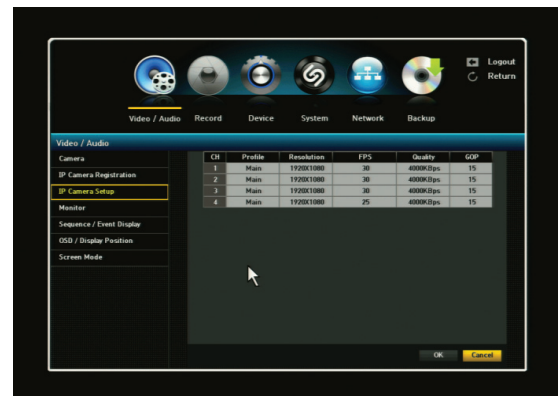 Logout
Return
Video / Audio Record Device System Network Backup
Video / Audio
Camera
IP Camera Registration
IP Camera Setup
Monitor
Sequence / Event Display
OSD / Display Position
Screen Mode
CH Profile Resolution FPS Quality GOP
1 Main 1920X1080 30 4000KBps 15
2 Main 1920X1080 30 4000KBps 15
3 Main 1920X1080 30 4000KBps 15
4 Main 1920X1080 25 4000KBps 15
OK Cancel